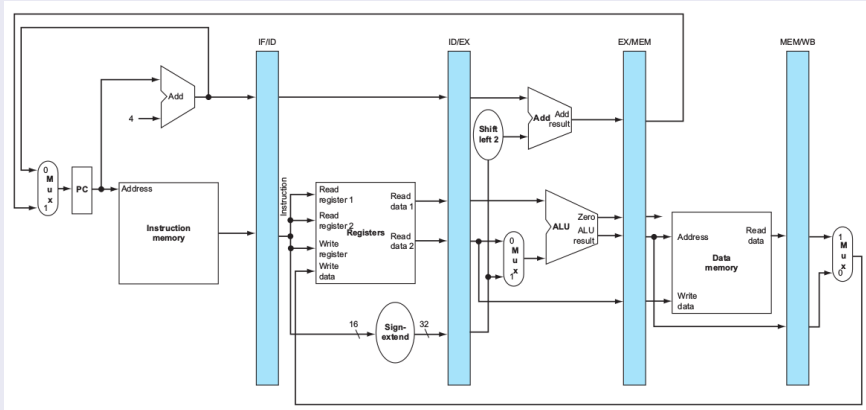 IF/ID
ID/EX
EX/MEM
MEM/WB
Add
4
0
M
u
x
1
PC
Address
Instruction
memory
Instruction
Read
register 1
Read
register 2
Registers
Write
register
Write
data
Read
data 1
Read
data 2
16
Sign-
extend
32
Shift
left 2
Add
Add
result
0
M
u
x
1
ALU
Zero
ALU
result
Address
Read
data
Data
memory
Write
data
1
M
u
x
0